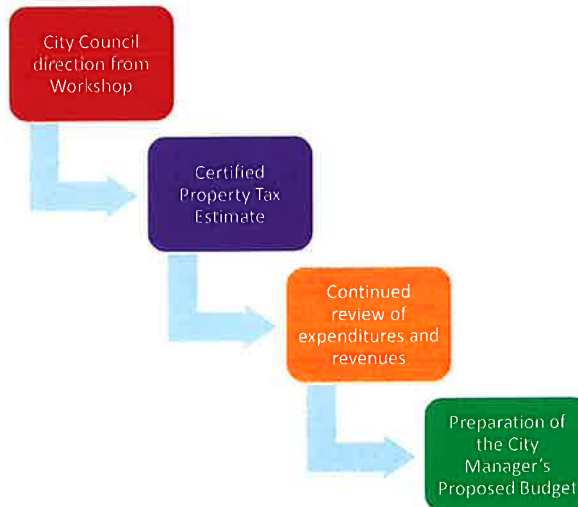 City Council
direction from
Workshop
Certified
Property Tax
Estimate
Continued
review of
expenditures and
revenues
Preparation of
the City
Manager's
Proposed Budget